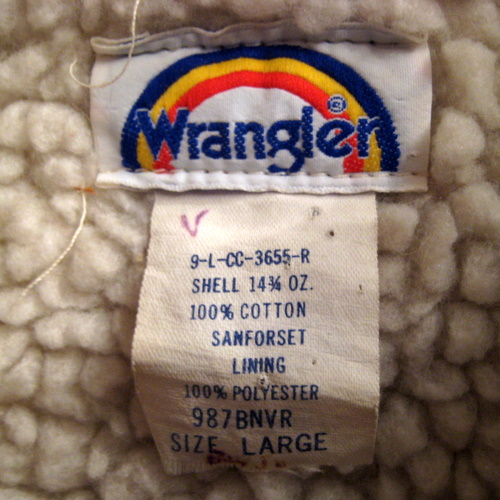 Wrangler®
9-L-CC-3655-R
SHELL 14¾ OZ.
100% COTTON
SANFORSET
LINING
100% POLYESTER
987BNVR
SIZE LARGE